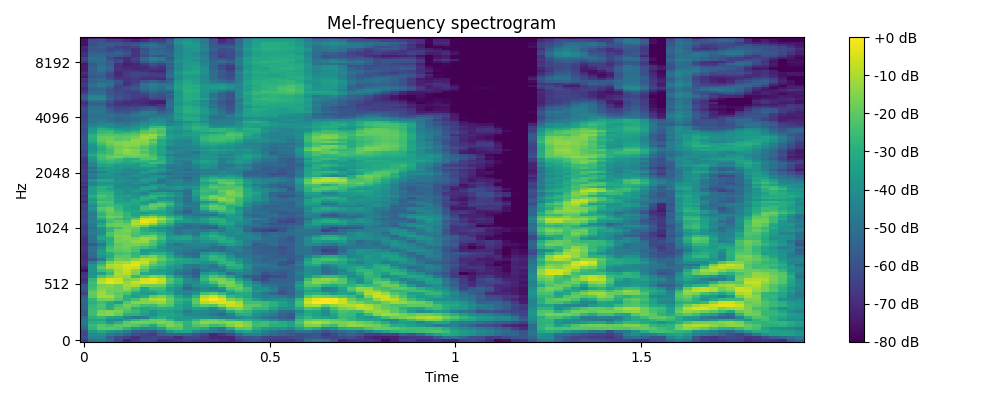 Mel-frequency spectrogram
Hz
8192
4096
2048
1024
512
0
0
0.5
1
1.5
Time
+0 dB
-10 dB
-20 dB
-30 dB
-40 dB
-50 dB
-60 dB
-70 dB
-80 dB